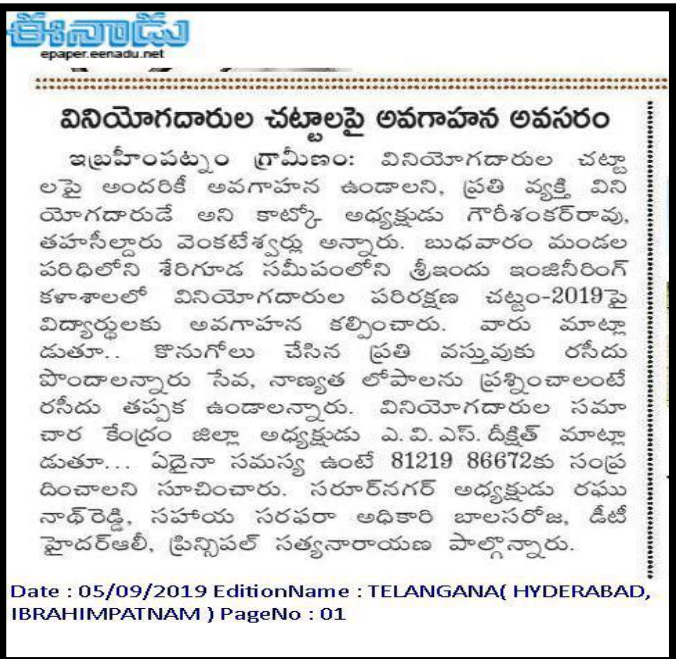 ఈనాడు
epaper.eenadu.net
వినియోగదారుల చట్టాలపై అవగాహన అవసరం
ఇబ్రహీంపట్నం గ్రామీణం: వినియోగదారుల చట్టా
లపై అందరికీ అవగాహన ఉండాలని, ప్రతి వ్యక్తి విని
యోగదారుడే అని కాట్కో అధ్యక్షుడు గౌరీశంకర్‌రావు,
తహసీల్దారు వెంకటేశ్వర్లు అన్నారు. బుధవారం మండల
పరిధిలోని శేరిగూడ సమీపంలోని శ్రీఇందు ఇంజినీరింగ్
కళాశాలలో వినియోగదారుల పరిరక్షణ చట్టం-2019పై
విద్యార్థులకు అవగాహన కల్పించారు. వారు మాట్లా
డుతూ.. కొనుగోలు చేసిన ప్రతి వస్తువుకు రసీదు
పొందాలన్నారు సేవ, నాణ్యత లోపాలను ప్రశ్నించాలంటే
రసీదు తప్పక ఉండాలన్నారు. వినియోగదారుల సమా
చార కేంద్రం జిల్లా అధ్యక్షుడు ఎ.వి.ఎస్.దీక్షిత్ మాట్లా
డుతూ... ఏదైనా సమస్య ఉంటే 81219 86672కు సంప్ర
దించాలని సూచించారు. సరూర్‌నగర్ అధ్యక్షుడు రఘు
నాథ్‌రెడ్డి, సహాయ సరఫరా అధికారి బాలసరోజ, డీటీ
హైదర్‌ఆలీ, ప్రిన్సిపల్ సత్యనారాయణ పాల్గొన్నారు.
Date : 05/09/2019 EditionName : TELANGANA( HYDERABAD,
IBRAHIMPATNAM ) PageNo : 01